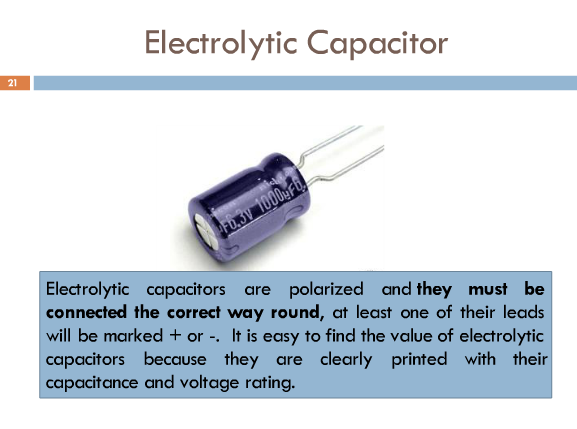 Electrolytic Capacitor
21
µF6.3V 1000µF6.
Electrolytic capacitors are polarized and they must be
connected the correct way round, at least one of their leads
will be marked + or -. It is easy to find the value of electrolytic
capacitors because they are clearly printed with their
capacitance and voltage rating.